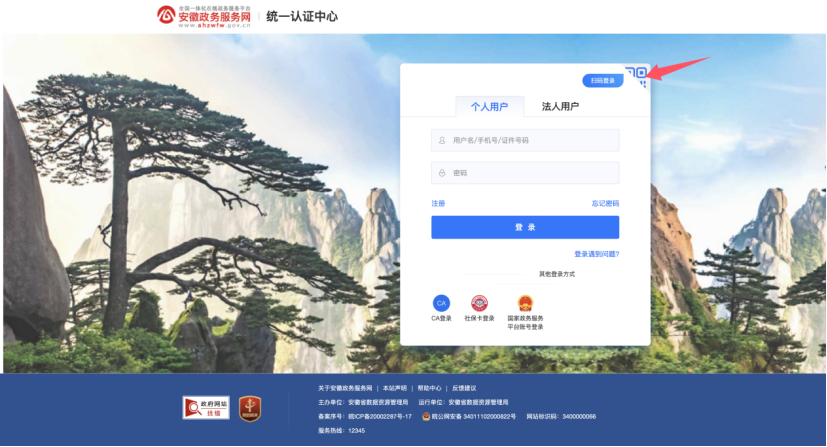 全国一体化在线政务服务平台
安徽政务服务网
www.ahzwfw.gov.cn
统一认证中心
扫码登录
个人用户 法人用户
用户名/手机号/证件号码
密码
注册 忘记密码
登 录
登录遇到问题?
其他登录方式
CA
CA登录 社保卡登录 国家政务服务
平台账号登录
政府网站
找错
关于安徽政务服务网 | 本站声明 | 帮助中心 | 反馈建议
主办单位：安徽省数据资源管理局 运行单位：安徽省数据资源管理局
备案序号：皖ICP备20002287号-17 皖公网安备 34011102000822号 网站标识码：3400000066
服务热线：12345